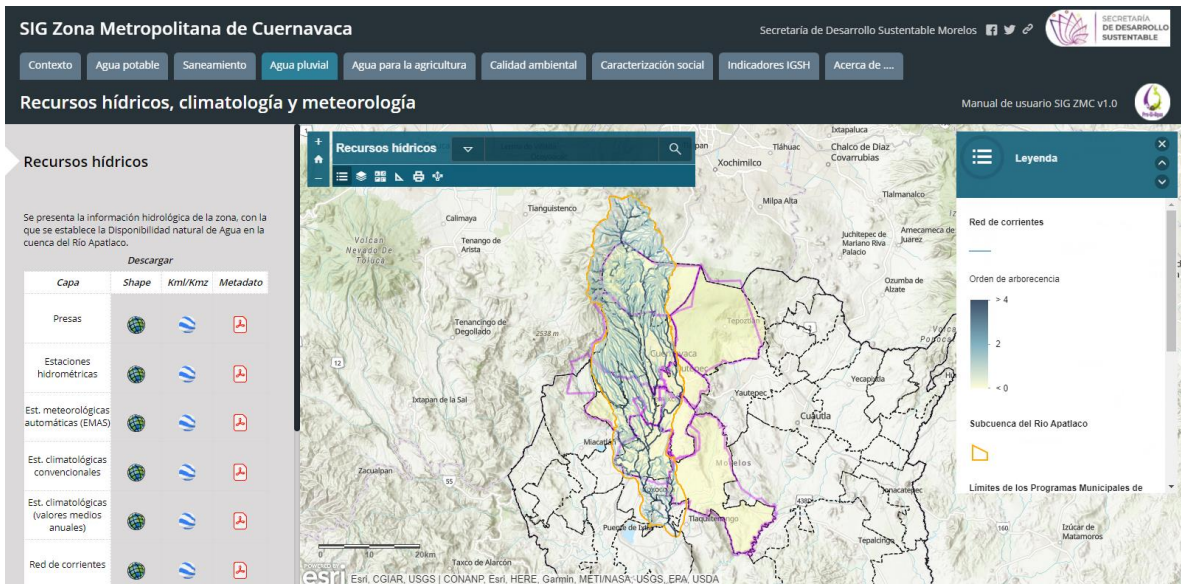 SIG Zona Metropolitana de Cuernavaca
Secretaría de Desarrollo Sustentable Morelos
SECRETARÍA
DE DESARROLLO
SUSTENTABLE
Contexto
Agua potable
Saneamiento
Agua pluvial
Agua para la agricultura
Calidad ambiental
Caracterización social
Indicadores IGSH
Acerca de ....
Recursos hídricos, climatología y meteorología
Manual de usuario SIG ZMC v1.0
Recursos hídricos
Se presenta la información hidrológica de la zona, con la
que se establece la Disponibilidad natural de Agua en la
cuenca del Río Apatlaco.
Descargar
Capa Shape Kml/Kmz Metadato
Presas
Estaciones
hidrométricas
Est. meteorológicas
automáticas (EMAS)
Est. climatológicas
convencionales
Est. climatológicas
(valores medios
anuales)
Red de corrientes
Recursos hídricos
Ixtapaluca
Tláhuac
Chalco de Díaz
Covarrubias
Xochimilco
Milpa Alta
Tlalmanalco
Tianguistenco
Calimaya
Volcán
Nevado De
Toluca
Tenango de
Arista
Juchitepec de
Mariano Riva
Palacio
Amecameca de
Juarez
Ozumba de
Alzate
Tenancingo de
Degollado
2538 m
Tepoztlán
Cuernavaca
12
Yautepec
Yecapixtla
Ixtapan de la Sal
Cuautla
Miacatlán
Zacualpan
55
Morelos
Jonacatepec
Tlaquiltenango
Puente de Ixtla
Tepalcingo
160
Izúcar de
Matamoros
Taxco de Alarcón
0 10 20km
POWERED BY
esri
Esri, CGIAR, USGS | CONANP, Esri, HERE, Garmin, METI/NASA, USGS, EPA, USDA
Leyenda
Red de corrientes
Orden de arborecencia
> 4
2
< 0
Subcuenca del Río Apatlaco
Límites de los Programas Municipales de